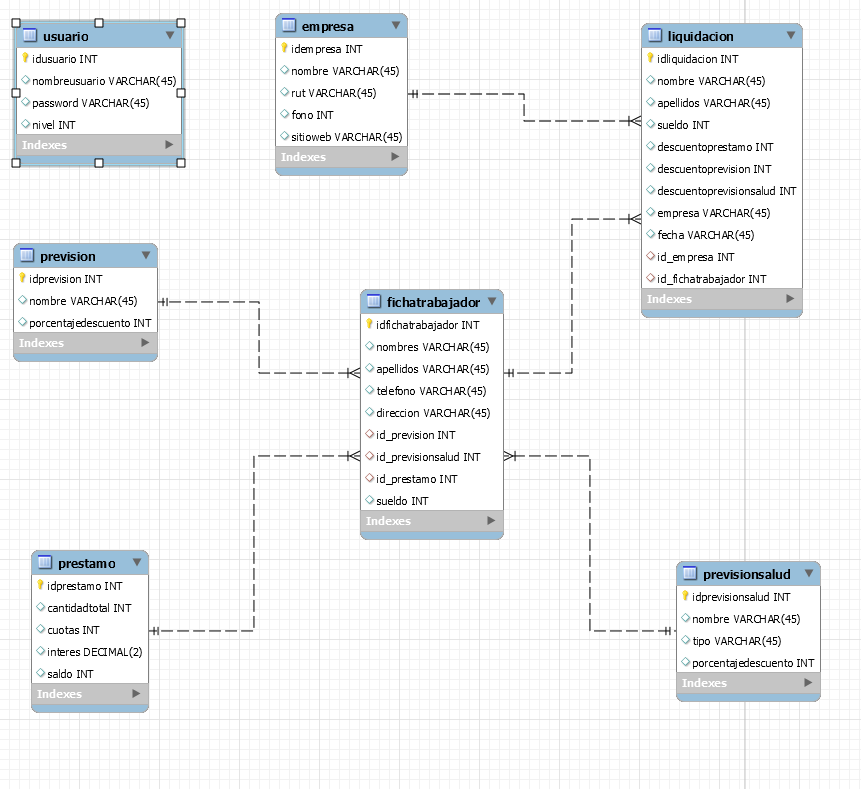 usuario
idusuario INT
nombreusuario VARCHAR(45)
password VARCHAR(45)
nivel INT
Indexes
empresa
idempresa INT
nombre VARCHAR(45)
rut VARCHAR(45)
fono INT
sitioweb VARCHAR(45)
Indexes
liquidacion
idliquidacion INT
nombre VARCHAR(45)
apellidos VARCHAR(45)
sueldo INT
descuentoprestamo INT
descuentoprevision INT
descuentoprevisionsalud INT
empresa VARCHAR(45)
fecha VARCHAR(45)
id_empresa INT
id_fichatrabajador INT
Indexes
prevision
idprevision INT
nombre VARCHAR(45)
porcentajedescuento INT
Indexes
fichatrabajador
idfichatrabajador INT
nombres VARCHAR(45)
apellidos VARCHAR(45)
telefono VARCHAR(45)
direccion VARCHAR(45)
id_prevision INT
id_previsionsalud INT
id_prestamo INT
sueldo INT
Indexes
prestamo
idprestamo INT
cantidadtotal INT
cuotas INT
interes DECIMAL(2)
saldo INT
Indexes
previsionsalud
idprevisionsalud INT
nombre VARCHAR(45)
tipo VARCHAR(45)
porcentajedescuento INT
Indexes